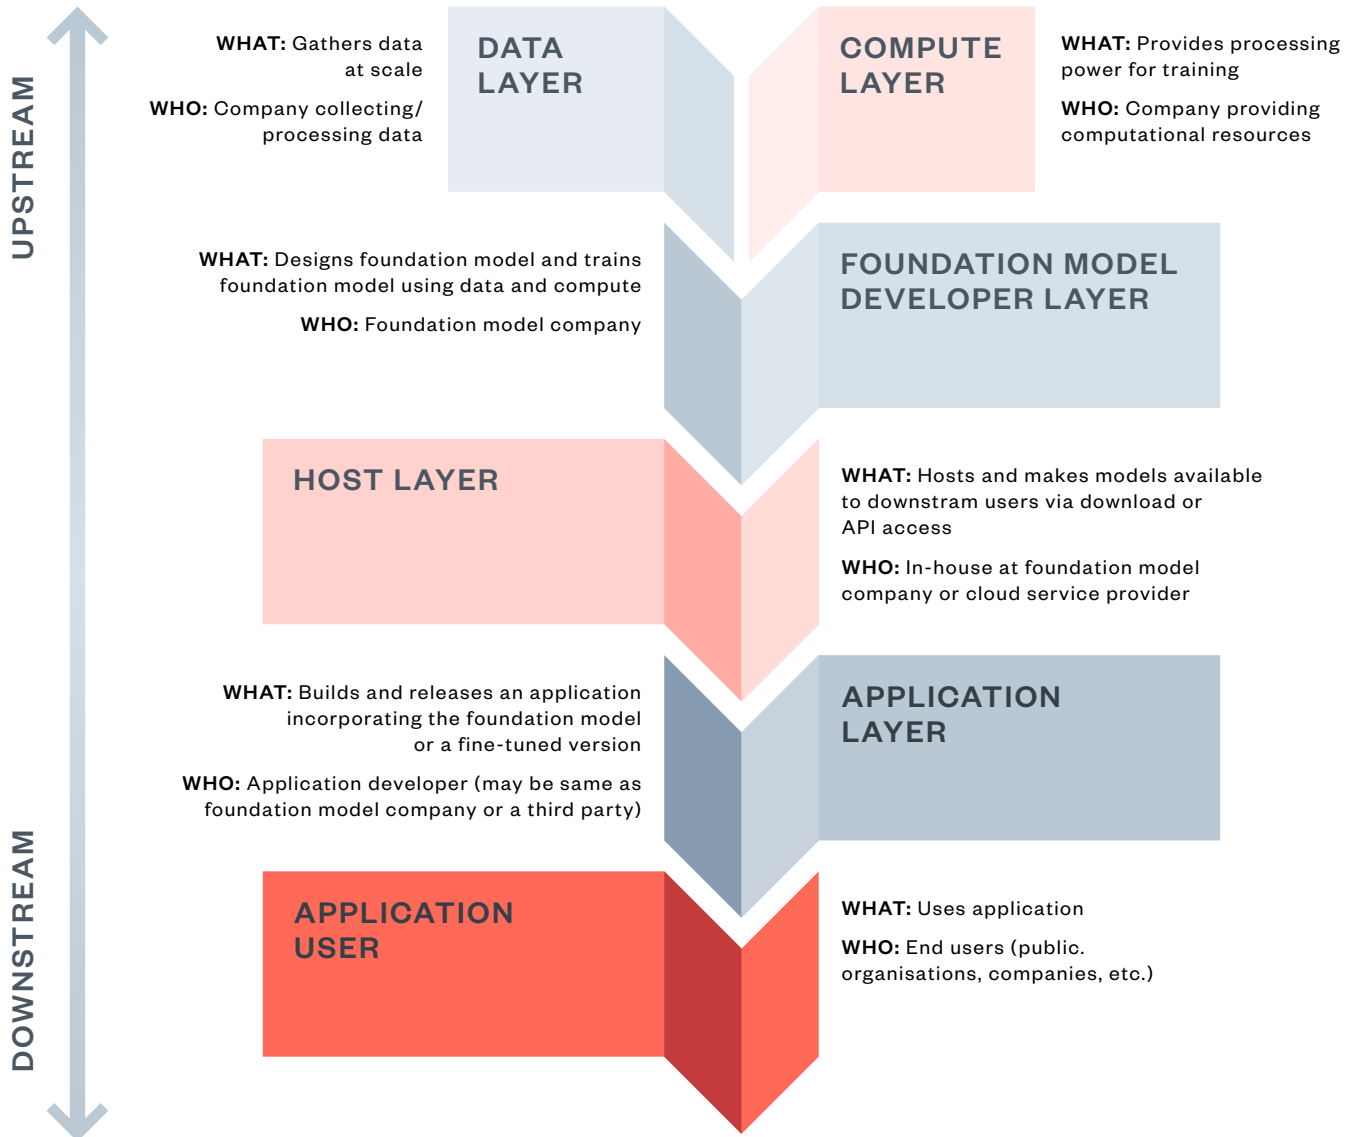 UPSTREAM
WHAT: Gathers data
at scale
WHO: Company collecting/
processing data
DATA
LAYER
COMPUTE
LAYER
WHAT: Provides processing
power for training
WHO: Company providing
computational resources
WHAT: Designs foundation model and trains
foundation model using data and compute
WHO: Foundation model company
FOUNDATION MODEL
DEVELOPER LAYER
HOST LAYER
WHAT: Hosts and makes models available
to downstram users via download or
API access
WHO: In-house at foundation model
company or cloud service provider
WHAT: Builds and releases an application
incorporating the foundation model
or a fine-tuned version
WHO: Application developer (may be same as
foundation model company or a third party)
APPLICATION
LAYER
DOWNSTREAM
APPLICATION
USER
WHAT: Uses application
WHO: End users (public.
organisations, companies, etc.)